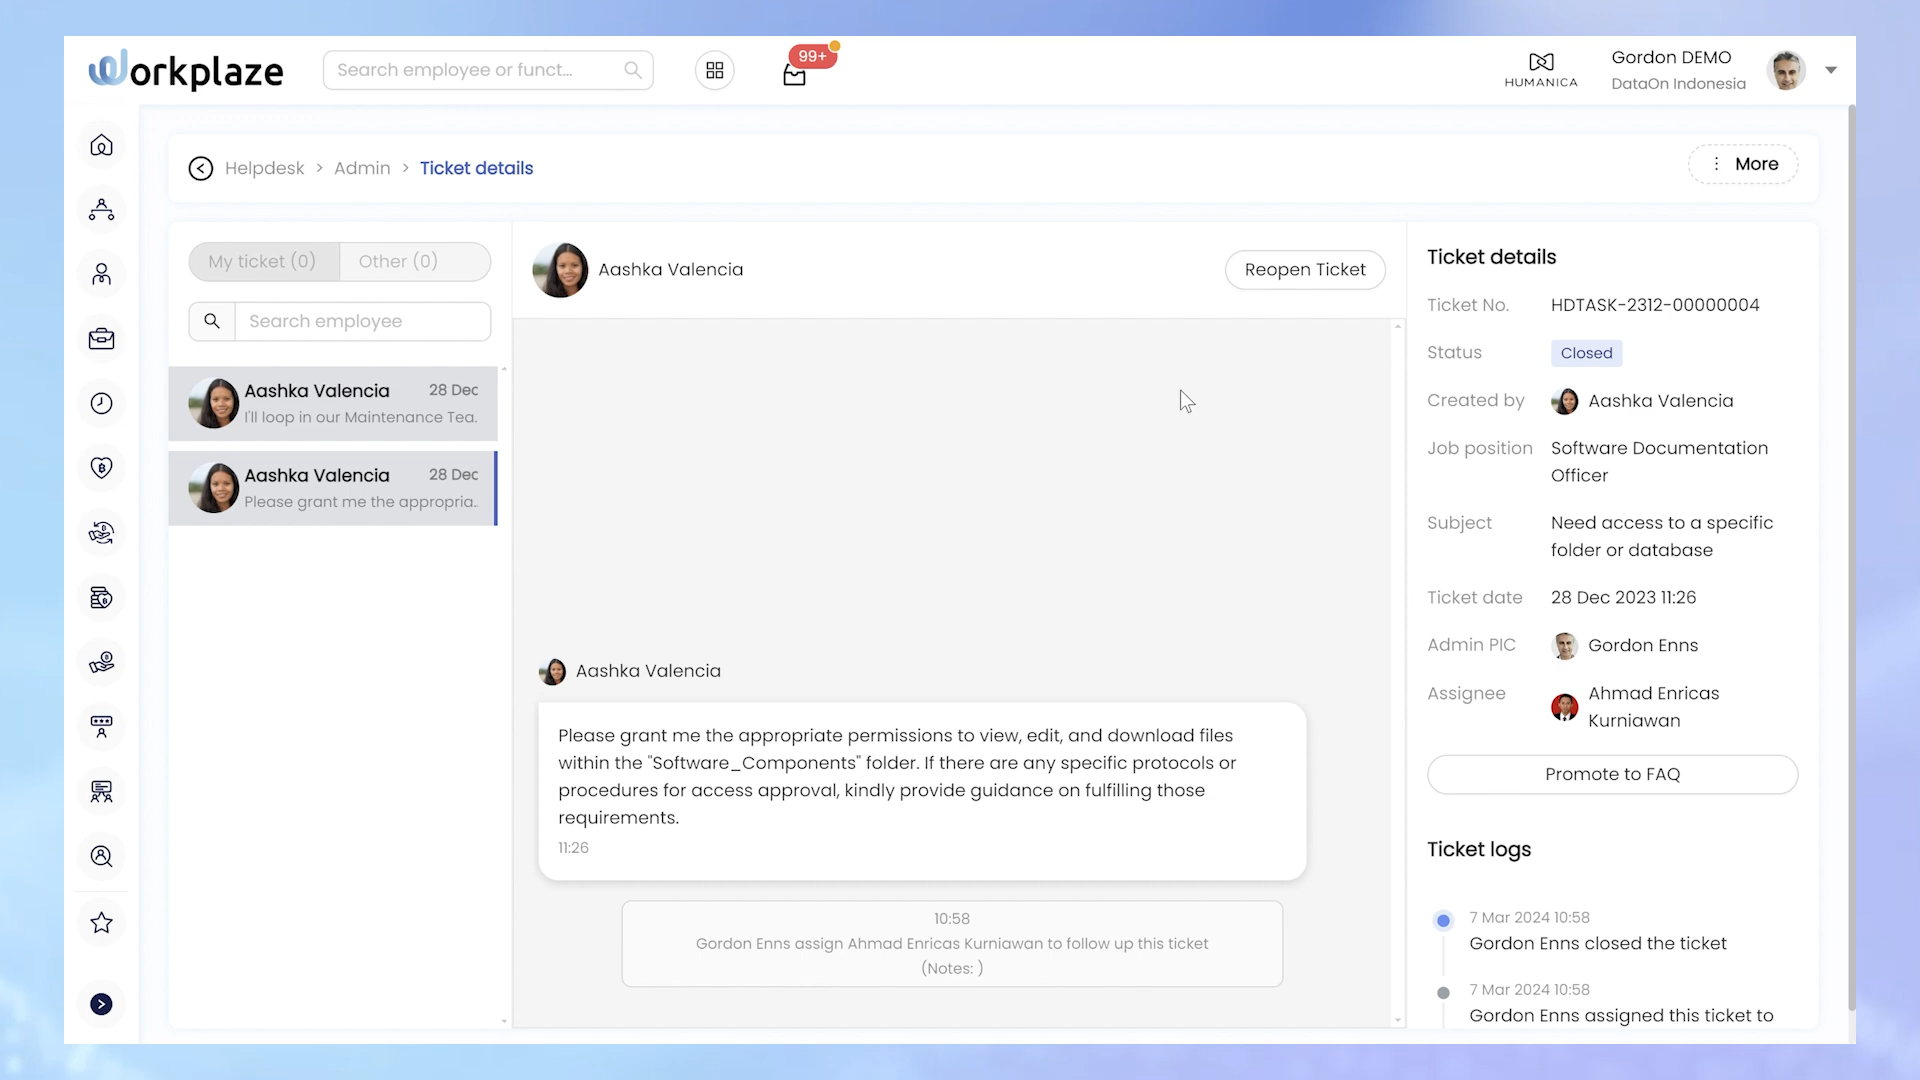 Workplaze
Search employee or funct...
99+
HUMANICA
Gordon DEMO
DataOn Indonesia
Helpdesk > Admin > Ticket details
More
My ticket (0)
Other (0)
Search employee
Aashka Valencia
28 Dec
I'll loop in our Maintenance Tea.
Aashka Valencia
28 Dec
Please grant me the appropria..
Aashka Valencia
Reopen Ticket
Aashka Valencia
Please grant me the appropriate permissions to view, edit, and download files
within the "Software_Components" folder. If there are any specific protocols or
procedures for access approval, kindly provide guidance on fulfilling those
requirements.
11:26
10:58
Gordon Enns assign Ahmad Enricas Kurniawan to follow up this ticket
(Notes: )
Ticket details
Ticket No.
HDTASK-2312-00000004
Status
Closed
Created by
Aashka Valencia
Job position
Software Documentation
Officer
Subject
Need access to a specific
folder or database
Ticket date
28 Dec 2023 11:26
Admin PIC
Gordon Enns
Assignee
Ahmad Enricas
Kurniawan
Promote to FAQ
Ticket logs
7 Mar 2024 10:58
Gordon Enns closed the ticket
7 Mar 2024 10:58
Gordon Enns assigned this ticket to